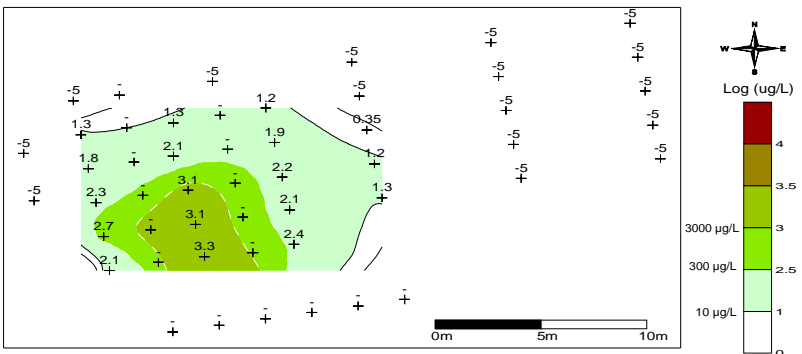 -5
N
-5
-5
W E
-5
S
-5
-5
Log (ug/L)
-5 - -5 -5
1.2 -5
1.3 - 0.35 -5
1.3 - 1.9 -5
-5 2.1 - -5 4
1.8 - 1.2
2.2 -5
3.1 - 3.5
-5 2.3 - 1.3
2.1 -
3.1 3000 µg/L 3
2.7 - 2.4
3.3 -
2.1 - 300 µg/L 2.5
- -
- 10 µg/L 1
- - -
0m 5m 10m 0